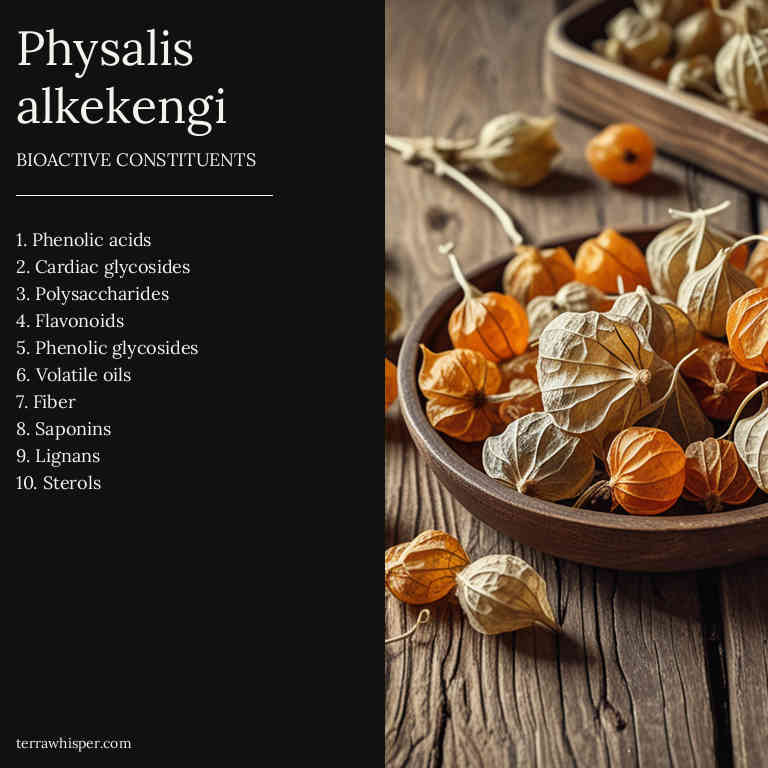 Physalis
alkekengi
BIOACTIVE CONSTITUENTS
1. Phenolic acids
2. Cardiac glycosides
3. Polysaccharides
4. Flavonoids
5. Phenolic glycosides
6. Volatile oils
7. Fiber
8. Saponins
9. Lignans
10. Sterols
terrawhisper.com